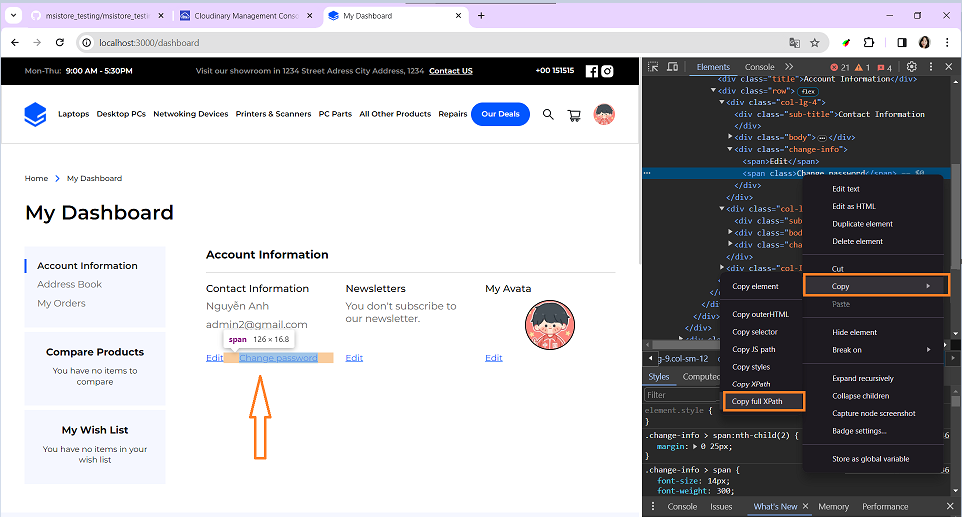 msistore_testing/msistore_testin
Cloudinary Management Conso
My Dashboard
localhost:3000/dashboard
Mon-Thu: 9:00 AM - 5:30PM
Visit our showroom in 1234 Street Adress City Address, 1234 Contact US
+00 151515
Laptops Desktop PCs Netwoking Devices Printers & Scanners PC Parts All Other Products Repairs Our Deals
Home > My Dashboard
My Dashboard
Account Information
Address Book
My Orders
Compare Products
You have no items to
compare
My Wish List
You have no items in your
wish list
Account Information
Contact Information
Nguyễn Anh
admin2@gmail.com
span 126 × 16.8
Edit Change password
Newsletters
You don't subscribe to
our newsletter.
Edit
My Avata
Edit
Elements Console 21 1 4
<div class="title">Account Information</div>
<div class="row"> flex
<div class="col-lg-4">
<div class="sub-title">Contact Information
</div>
<div class="body"> … </div>
<div class="change-info">
<span>Edit</span>
<span class>Change password</span> == $0
</div>
</div>
<div class="col-l
<div class="sub
<div class="bod
<div class="cha
</div>
<div class="col-l
</div>
</div>
</div>
<div class=
g-9.col-sm-12
Styles Computed
Filter
element.style {
}
.change-info > span:nth-child(2) {
margin: 0 25px;
}
.change-info > span {
font-size: 14px;
font-weight: 300;
Edit text
Edit as HTML
Duplicate element
Delete element
Cut
Copy
Paste
Hide element
Break on
Expand recursively
Collapse children
Capture node screenshot
Badge settings...
Store as global variable
Copy element
Copy outerHTML
Copy selector
Copy JS path
Copy styles
Copy XPath
Copy full XPath
Console Issues What's New Memory Performance